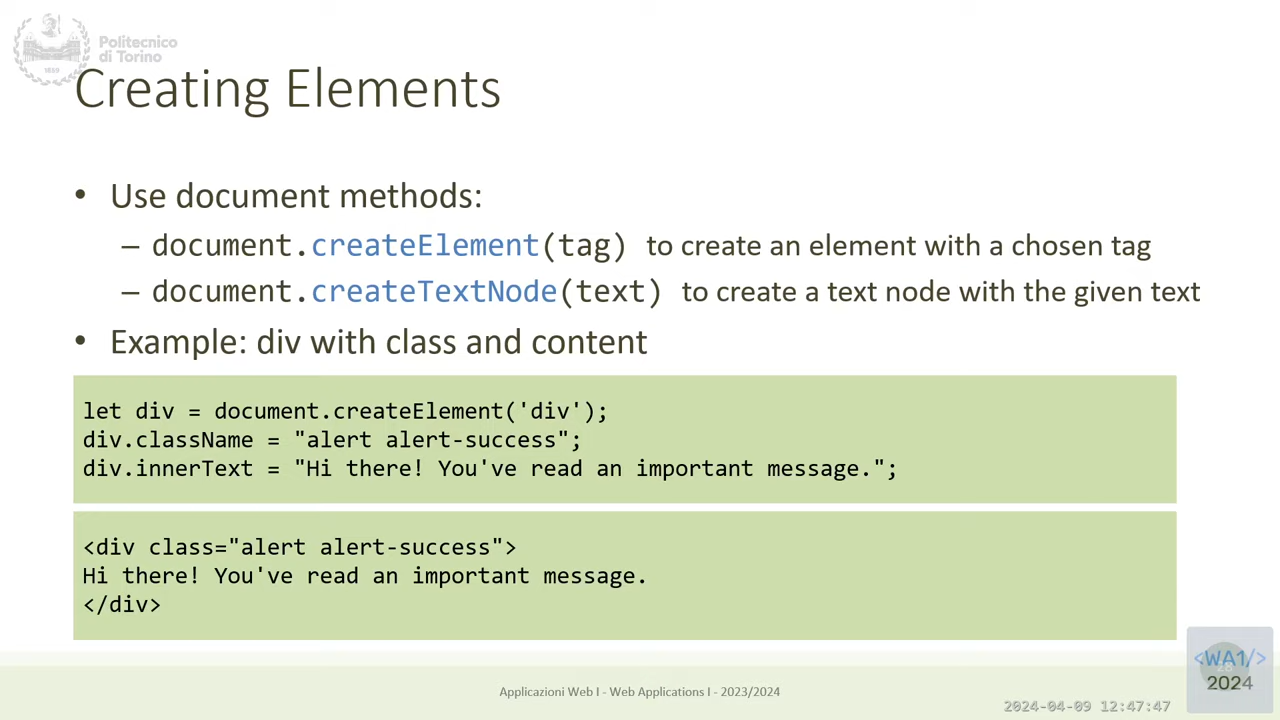 Politecnico
di Torino
Creating Elements
• Use document methods:
– document.createElement(tag) to create an element with a chosen tag
– document.createTextNode(text) to create a text node with the given text
• Example: div with class and content
let div = document.createElement('div');
div.className = "alert alert-success";
div.innerText = "Hi there! You've read an important message.";
<div class="alert alert-success">
Hi there! You've read an important message.
</div>
<WA1/>
2024
Applicazioni Web I - Web Applications I - 2023/2024
2024-04-09 12:47:47